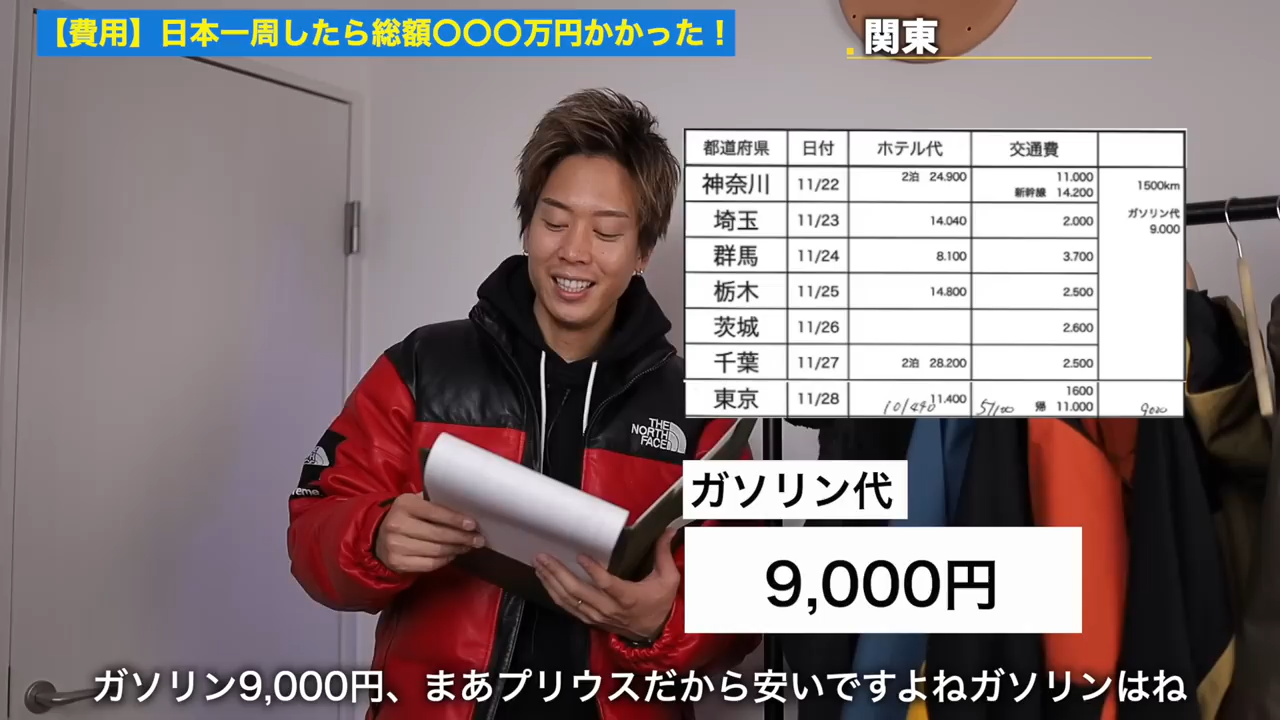 【費用】日本一周したら総額〇〇〇万円かかった！
関東
都道府県 日付 ホテル代 交通費
神奈川 11/22 2泊 24.900 11.000
新幹線 14.200
1500km
ガソリン代
9.000
埼玉 11/23 14.040 2.000
群馬 11/24 8.100 3.700
栃木 11/25 14.800 2.500
茨城 11/26 2.600
千葉 11/27 2泊 28.200 2.500
東京 11/28 11.400 1600
帰 11.000
THE
NORTH
FACE
reme
ガソリン代
9,000円
ガソリン9,000円、まあプリウスだから安いですよねガソリンはね